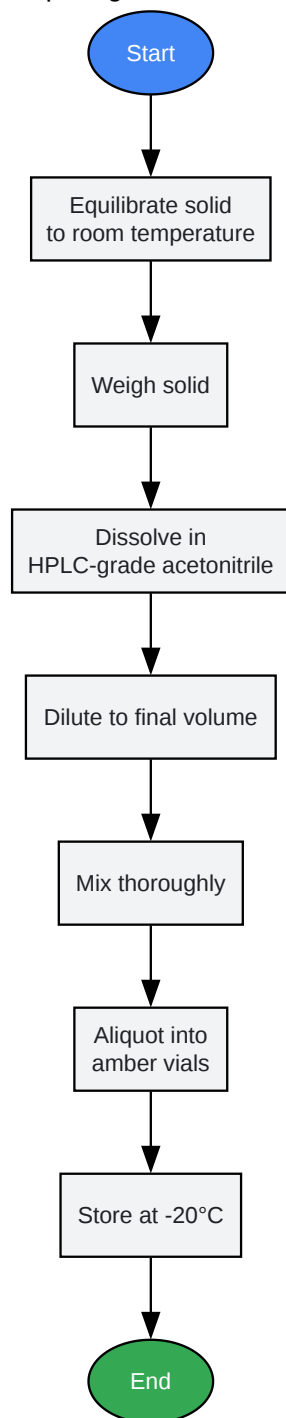 Start
Equilibrate solid
to room temperature
Weigh solid
Dissolve in
HPLC-grade acetonitrile
Dilute to final volume
Mix thoroughly
Aliquot into
amber vials
Store at -20°C
End